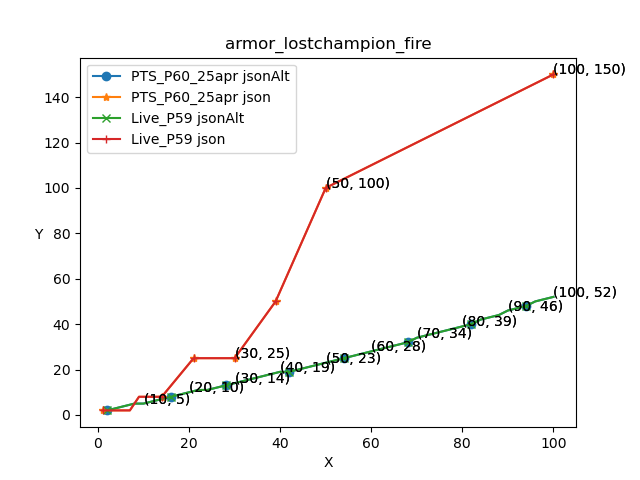 armor_lostchampion_fire
PTS_P60_25apr jsonAlt
PTS_P60_25apr json
Live_P59 jsonAlt
Live_P59 json
(100, 150)
(50, 100)
(100, 52)
(90, 46)
(80, 39)
(70, 34)
(60, 28)
(50, 23)
(40, 19)
(30, 25)
(30, 14)
(20, 10)
(10, 5)
Y
140
120
100
80
60
40
20
0
0 20 40 60 80 100
X